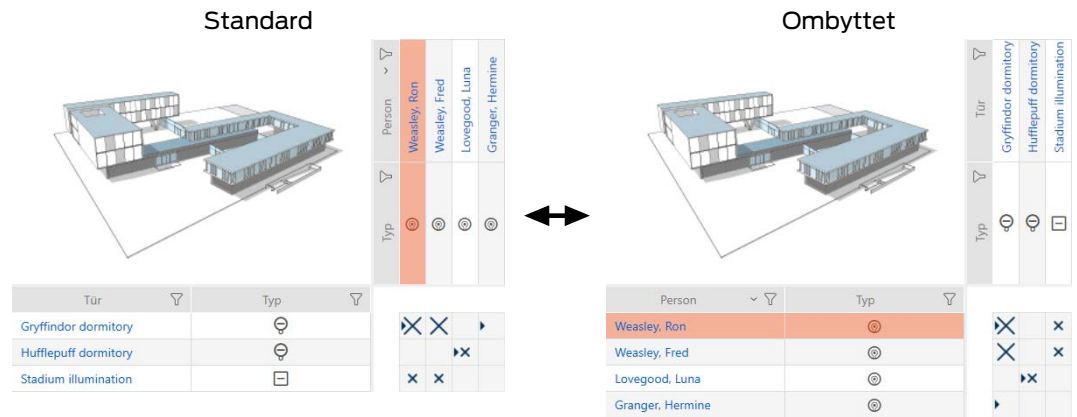 Standard
Ombyttet
Person
Weasley, Ron
Weasley, Fred
Lovegood, Luna
Granger, Hermine
Typ
Tür
Typ
Gryffindor dormitory
Hufflepuff dormitory
Stadium illumination
Tür
Gryffindor dormitory
Hufflepuff dormitory
Stadium illumination
Typ
Person
Typ
Weasley, Ron
Weasley, Fred
Lovegood, Luna
Granger, Hermine